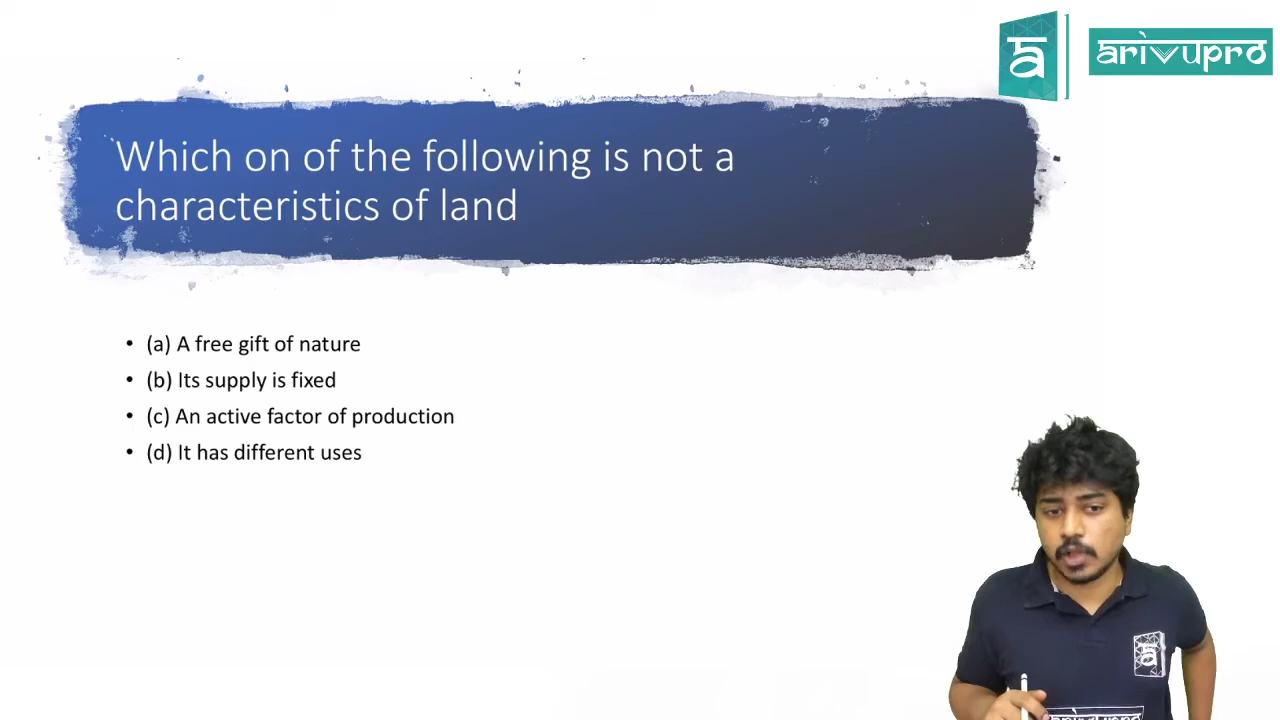 ā arivupro
Which on of the following is not a
characteristics of land
• (a) A free gift of nature
• (b) Its supply is fixed
• (c) An active factor of production
• (d) It has different uses
ā
arivupro